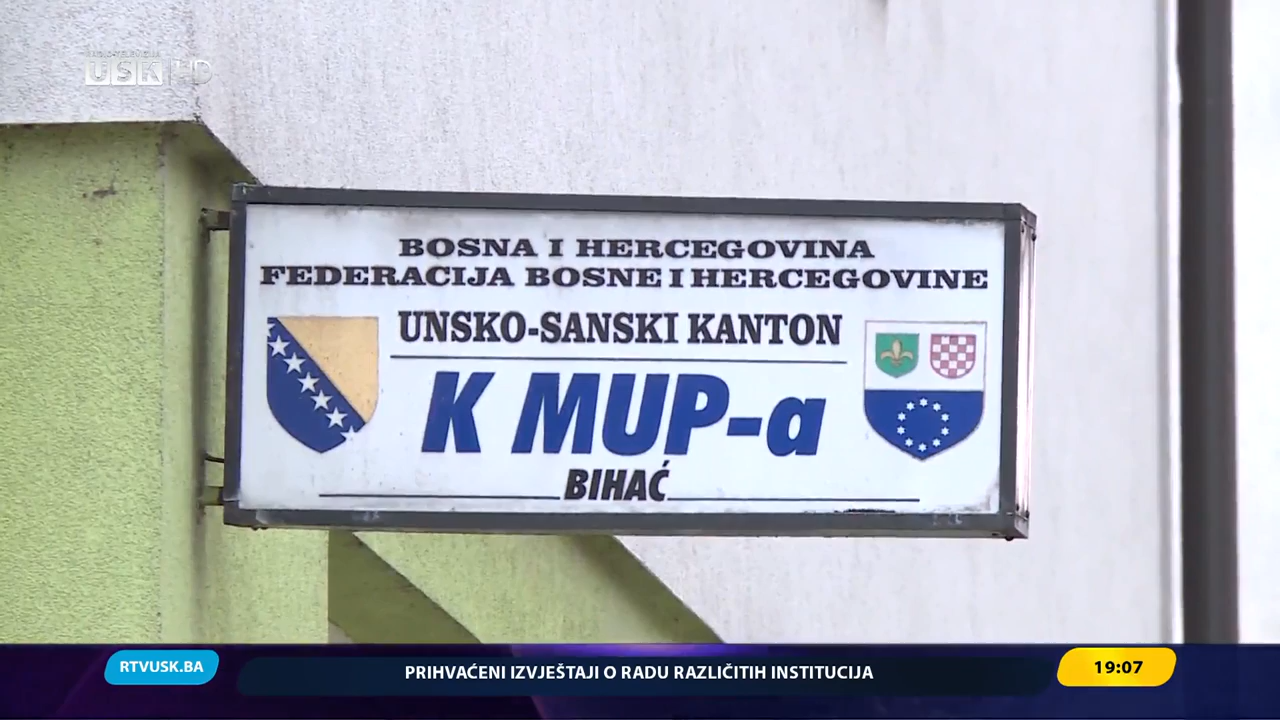 USK HD
BOSNA I HERCEGOVINA
FEDERACIJA BOSNE I HERCEGOVINE
UNSKO-SANSKI KANTON
K MUP-a
BIHAĆ
RTVUSK.BA
PRIHVAĆENI IZVJEŠTAJI O RADU RAZLIČITIH INSTITUCIJA
19:07